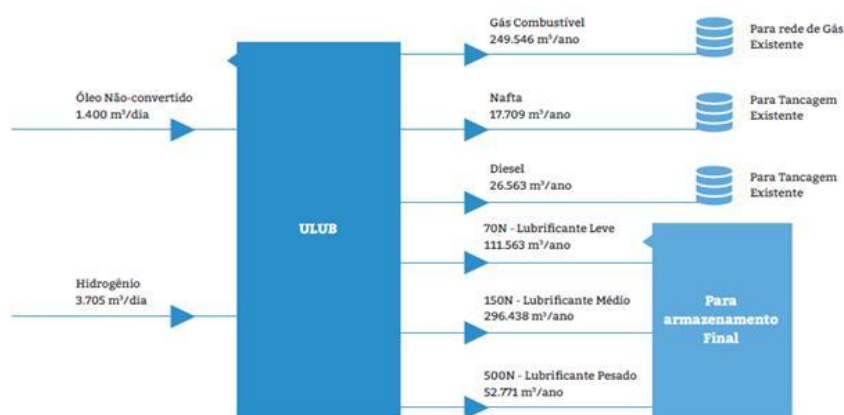 Gás Combustível
249.546 m³/ano
Para rede de Gás
Existente
Óleo Não-convertido
1.400 m³/dia
Nafta
17.709 m³/ano
Para Tancagem
Existente
Diesel
26.563 m³/ano
Para Tancagem
Existente
ULUB
70N - Lubrificante Leve
111.563 m³/ano
Hidrogênio
3.705 m³/dia
150N - Lubrificante Médio
296.438 m³/ano
Para
armazenamento
Final
500N - Lubrificante Pesado
52.771 m³/ano